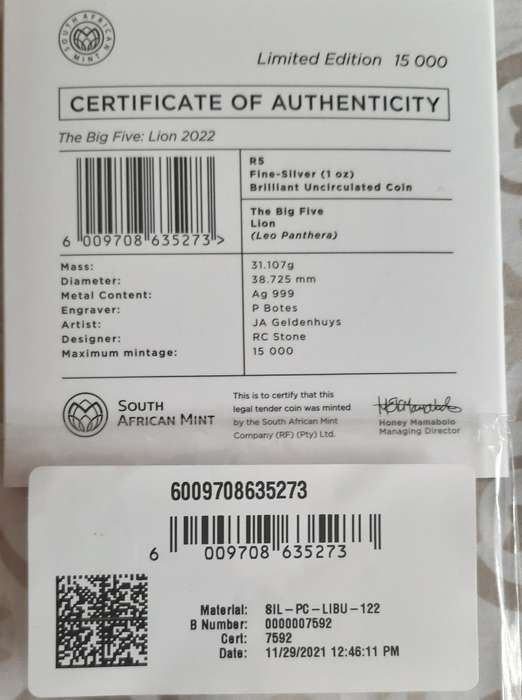 SOUTH AFRICAN MINT
Limited Edition 15 000
CERTIFICATE OF AUTHENTICITY
The Big Five: Lion 2022
R5
Fine-Silver (1 oz)
Brilliant Uncirculated Coin
The Big Five
Lion
(Leo Panthera)
6 009708 635273 >
Mass: 31.107g
Diameter: 38.725 mm
Metal Content: Ag 999
Engraver: P Botes
Artist: JA Geldenhuys
Designer: RC Stone
Maximum mintage: 15 000
SOUTH
AFRICAN MINT
This is to certify that this
legal tender coin was minted
by the South African Mint
Company (RF) (Pty) Ltd.
Honey Mamabolo
Managing Director
6009708635273
6 009708 635273
Material: SIL-PC-LIBU-122
B Number: 0000007592
Cert: 7592
Date: 11/29/2021 12:46:11 PM